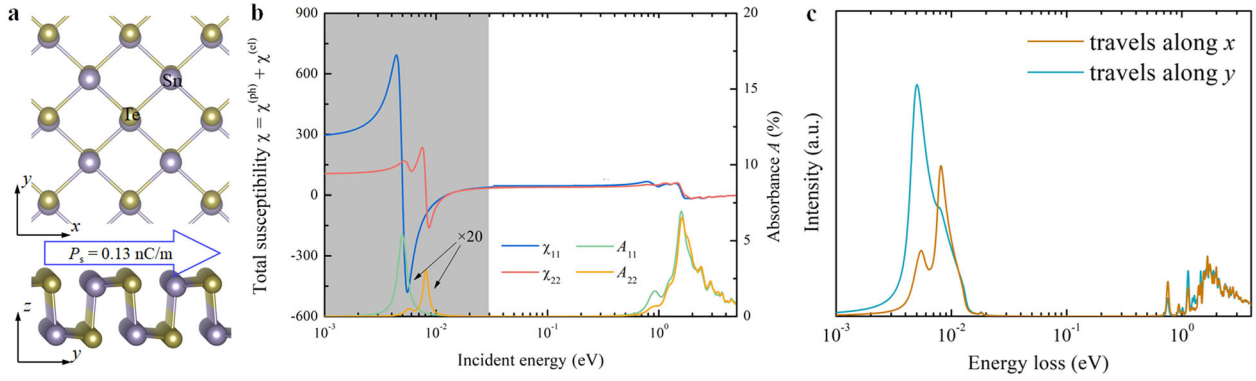 a
Sn
Te
y
x
Ps = 0.13 nC/m
z
y
b
Total susceptibility χ = χ(ph) + χ(el)
900
600
300
0
-300
-600
×20
χ11
χ22
A11
A22
20
15
10
5
0
Absorbance A (%)
10-3
10-2
10-1
100
Incident energy (eV)
c
travels along x
travels along y
Intensity (a.u.)
10-3
10-2
10-1
100
Energy loss (eV)